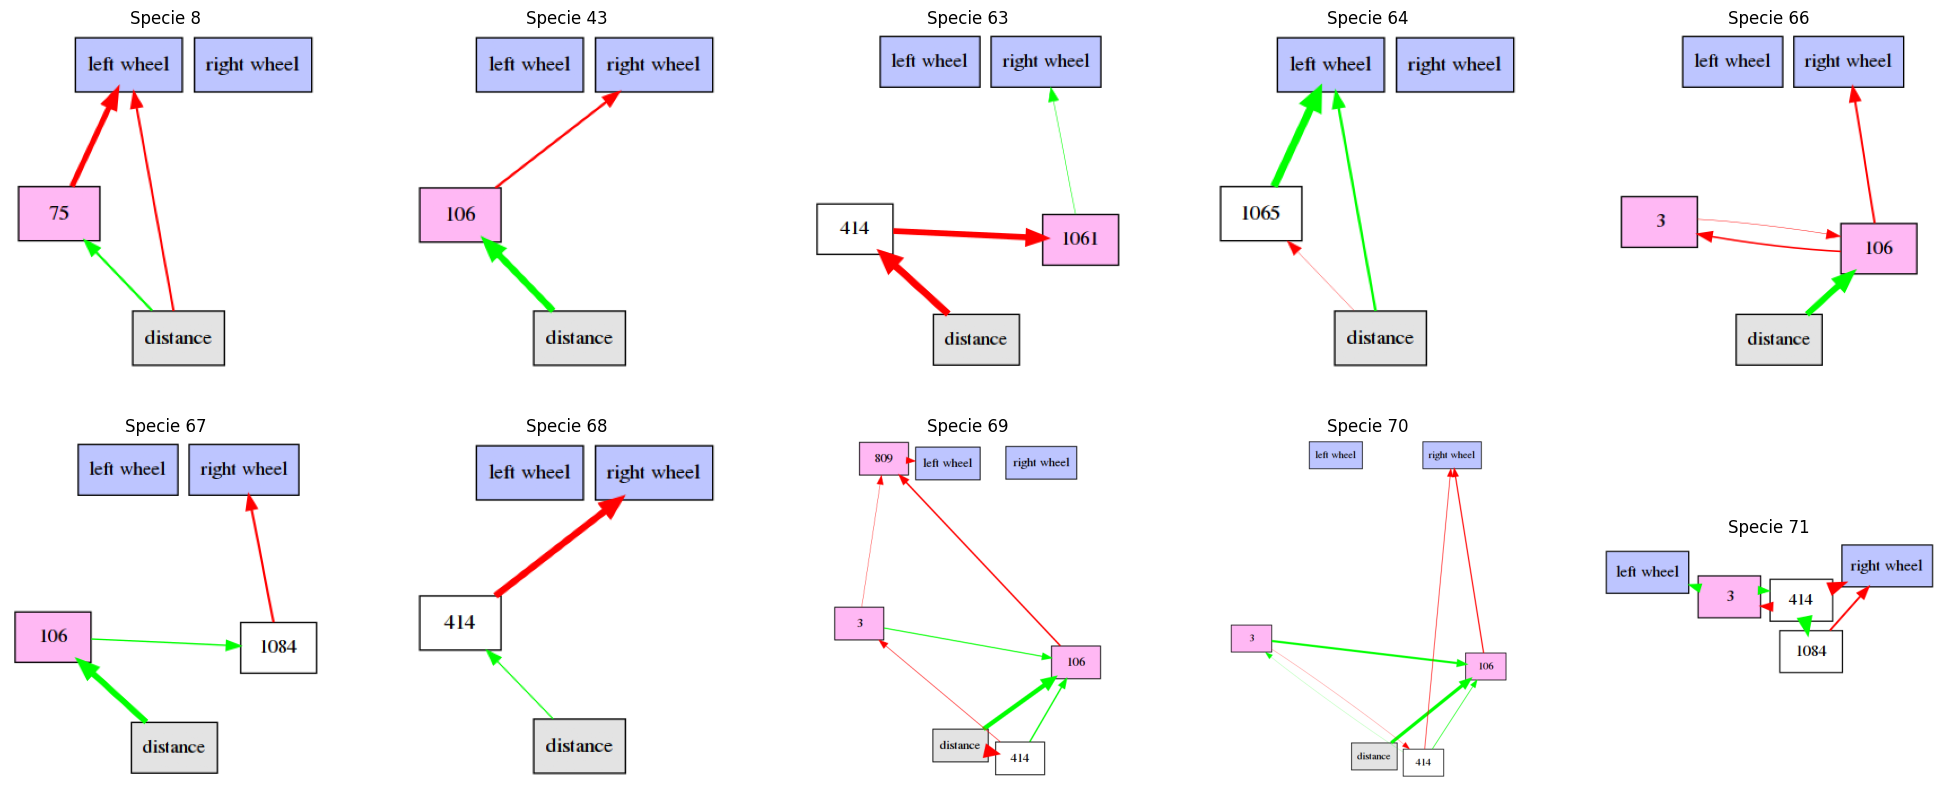 Specie 8
left wheel
right wheel
75
distance
Specie 43
left wheel
right wheel
106
distance
Specie 63
left wheel
right wheel
414
1061
distance
Specie 64
left wheel
right wheel
1065
distance
Specie 66
left wheel
right wheel
3
106
distance
Specie 67
left wheel
right wheel
106
1084
distance
Specie 68
left wheel
right wheel
414
distance
Specie 69
809
left wheel
right wheel
3
106
distance
414
Specie 70
left wheel
right wheel
3
106
distance
414
Specie 71
left wheel
right wheel
3
414
1084